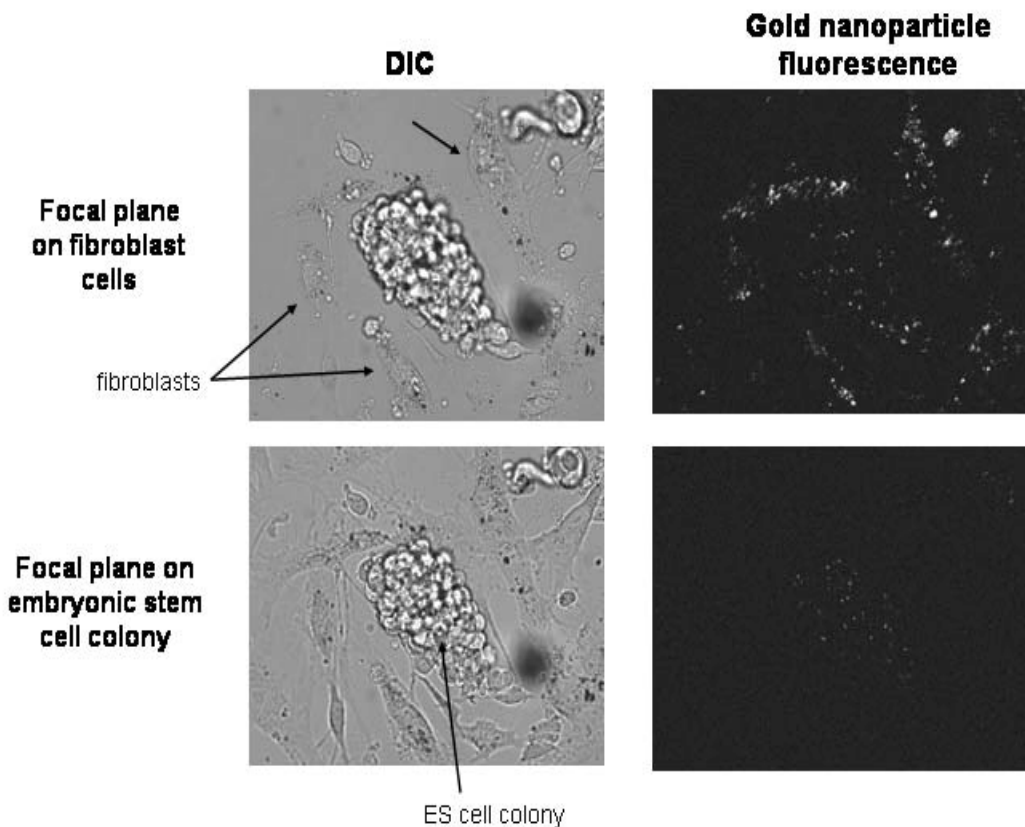 DIC
Gold nanoparticle
fluorescence
Focal plane
on fibroblast
cells
fibroblasts
Focal plane on
embryonic stem
cell colony
ES cell colony